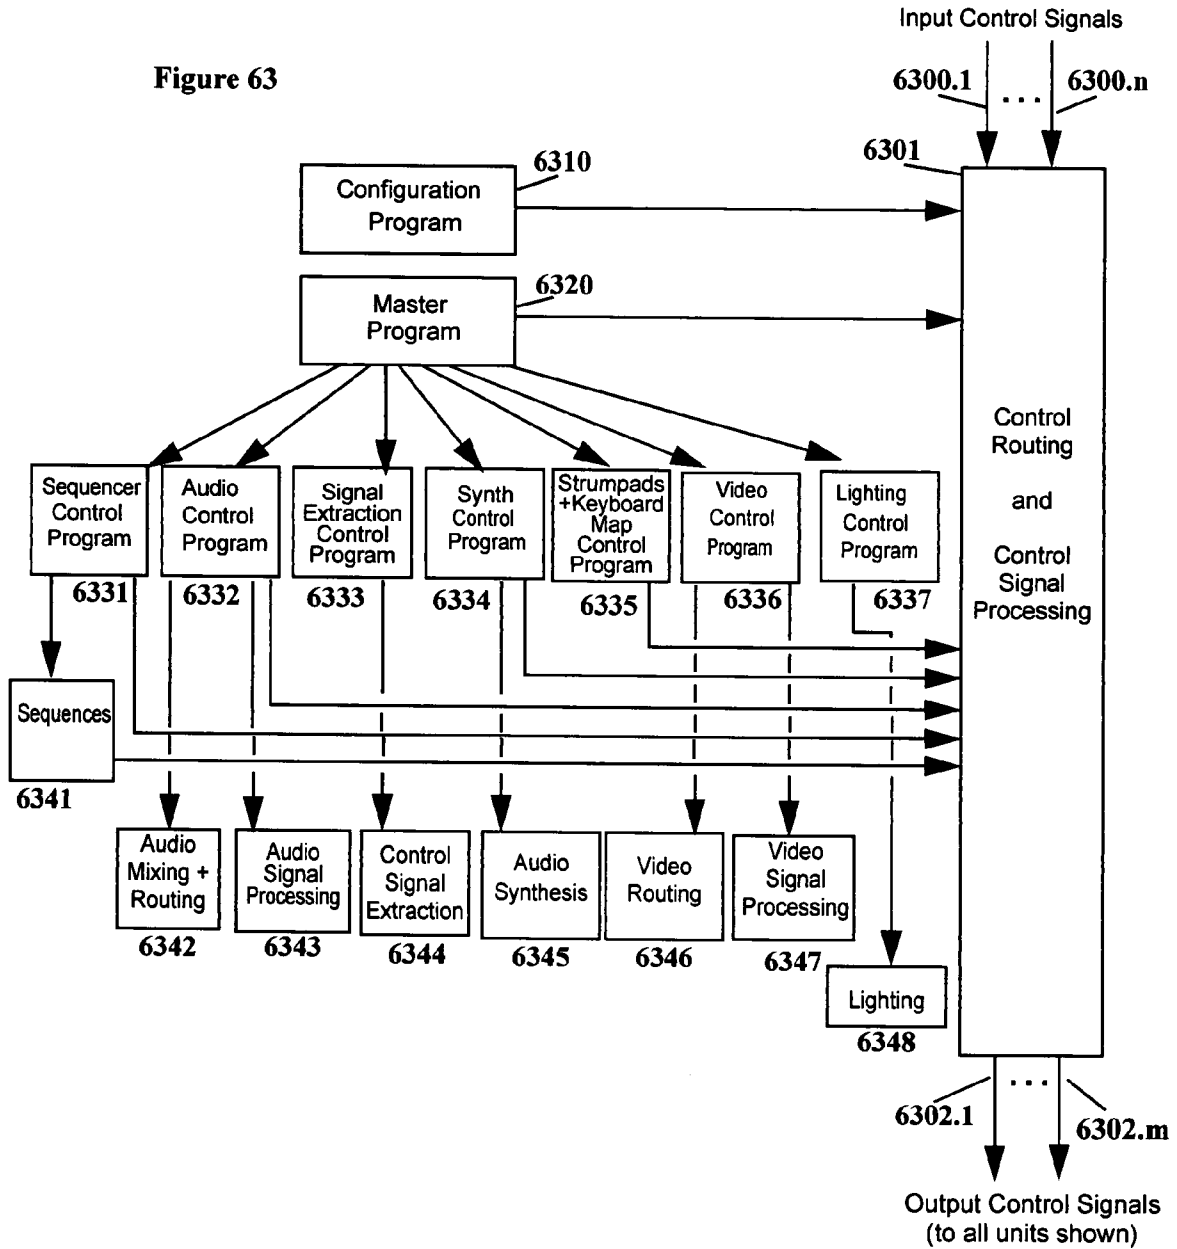 Input Control Signals
Figure 63
6300.1
...
6300.n
6301
6310
Configuration
Program
6320
Master
Program
Control
Routing
and
Control
Signal
Processing
Sequencer
Control
Program
6331
Audio
Control
Program
6332
Signal
Extraction
Control
Program
6333
Synth
Control
Program
6334
Strumpads
+Keyboard
Map
Control
Program
6335
Video
Control
Program
6336
Lighting
Control
Program
6337
Sequences
6341
Audio
Mixing +
Routing
6342
Audio
Signal
Processing
6343
Control
Signal
Extraction
6344
Audio
Synthesis
6345
Video
Routing
6346
Video
Signal
Processing
6347
Lighting
6348
6302.1
...
6302.m
Output Control Signals
(to all units shown)